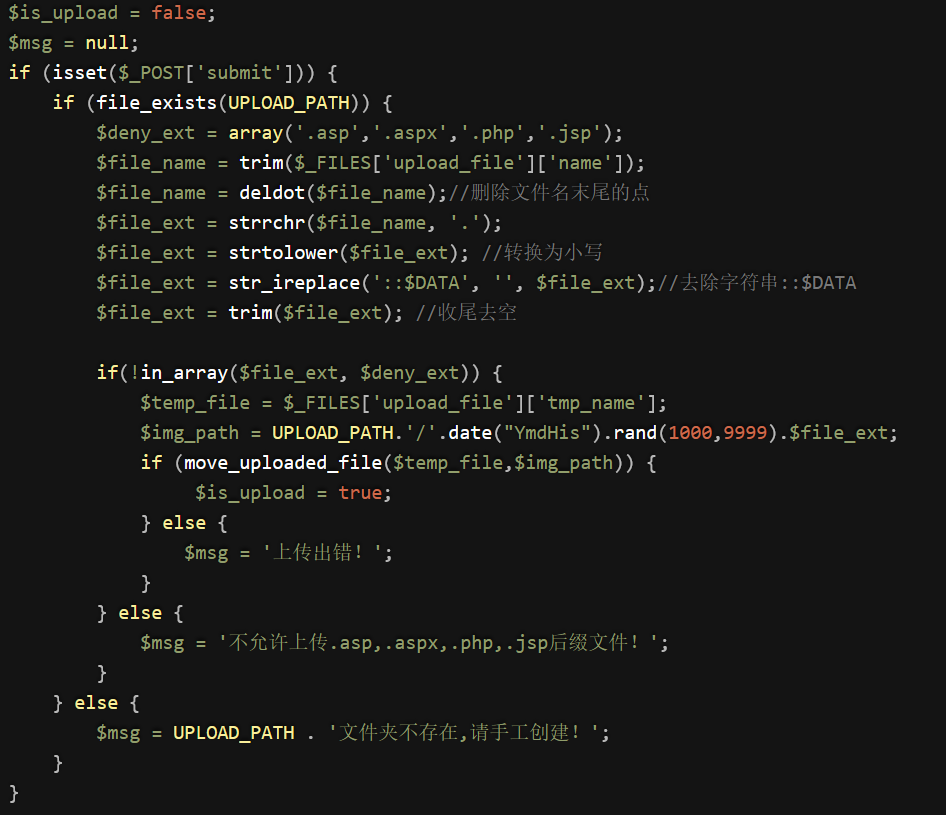 $is_upload = false;
$msg = null;
if (isset($_POST['submit'])) {
    if (file_exists(UPLOAD_PATH)) {
        $deny_ext = array('.asp','.aspx','.php','.jsp');
        $file_name = trim($_FILES['upload_file']['name']);
        $file_name = deldot($file_name);//删除文件名末尾的点
        $file_ext = strrchr($file_name, '.');
        $file_ext = strtolower($file_ext); //转换为小写
        $file_ext = str_ireplace('::$DATA', '', $file_ext);//去除字符串::$DATA
        $file_ext = trim($file_ext); //收尾去空

        if(!in_array($file_ext, $deny_ext)) {
            $temp_file = $_FILES['upload_file']['tmp_name'];
            $img_path = UPLOAD_PATH.'/'.date("YmdHis").rand(1000,9999).$file_ext;
            if (move_uploaded_file($temp_file,$img_path)) {
                 $is_upload = true;
            } else {
                $msg = '上传出错！';
            }
        } else {
            $msg = '不允许上传.asp,.aspx,.php,.jsp后缀文件！';
        }
    } else {
        $msg = UPLOAD_PATH . '文件夹不存在,请手工创建！';
    }
}